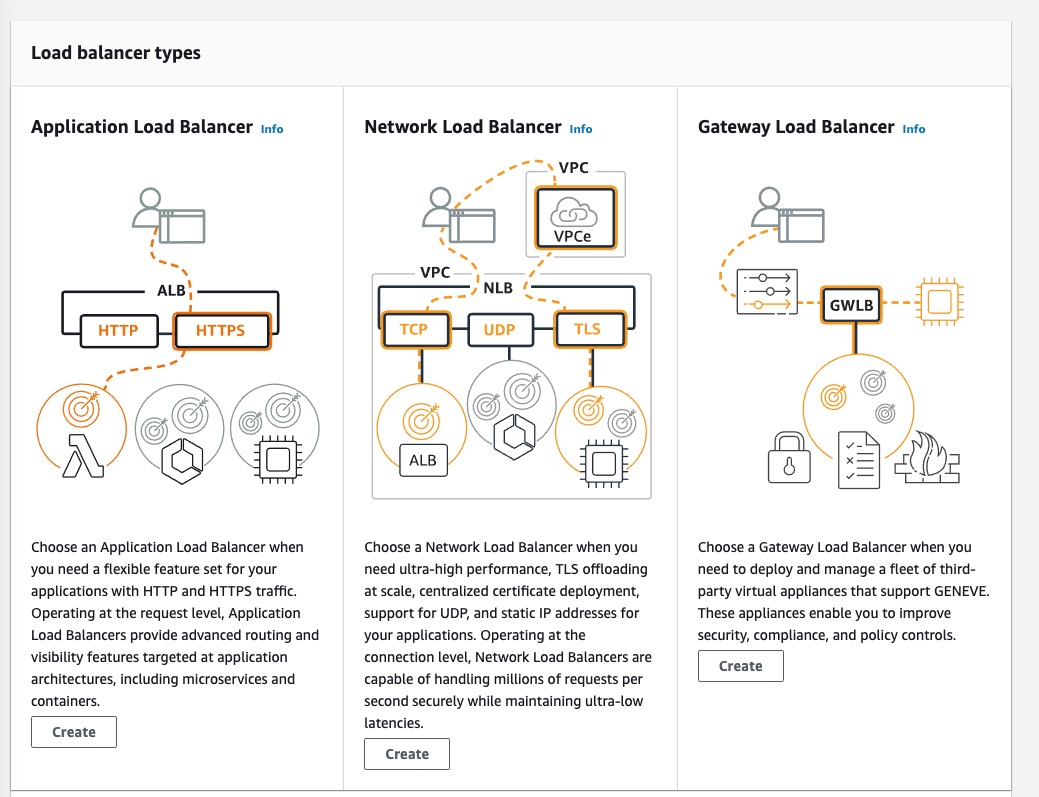 Load balancer types
Application Load Balancer Info
ALB
HTTP
HTTPS
Choose an Application Load Balancer when
you need a flexible feature set for your
applications with HTTP and HTTPS traffic.
Operating at the request level, Application
Load Balancers provide advanced routing and
visibility features targeted at application
architectures, including microservices and
containers.
Create
Network Load Balancer Info
VPC
VPCe
VPC
NLB
TCP
UDP
TLS
ALB
Choose a Network Load Balancer when you
need ultra-high performance, TLS offloading
at scale, centralized certificate deployment,
support for UDP, and static IP addresses for
your applications. Operating at the
connection level, Network Load Balancers are
capable of handling millions of requests per
second securely while maintaining ultra-low
latencies.
Create
Gateway Load Balancer Info
GWLB
Choose a Gateway Load Balancer when you
need to deploy and manage a fleet of third-
party virtual appliances that support GENEVE.
These appliances enable you to improve
security, compliance, and policy controls.
Create